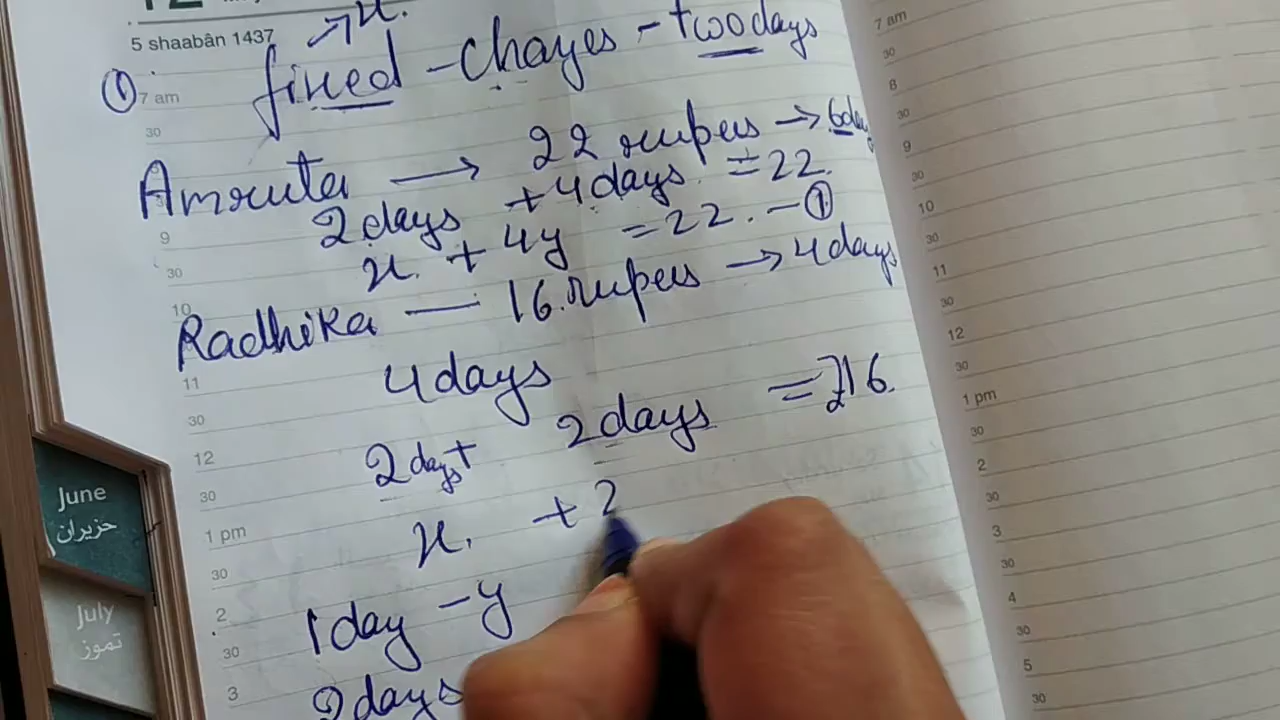 5 shaabân 1437
→ x.
① fixed - chayes - two days
Amruta → 22 rupees → 6 day
2 days + 4 days = 22.
x + 4y = 22. - ①
Radhika — 16 rupees → 4 days
4 days
2 days + 2 days = ₹16.
x + 2
1 day - y
2 days
7 am
30
9
30
10
11
30
12
30
1 pm
30
2
30
3
June
حزيران
July
تموز
7 am
30
8
30
9
30
10
30
11
30
12
30
1 pm
30
2
30
3
30
4
30
5
30